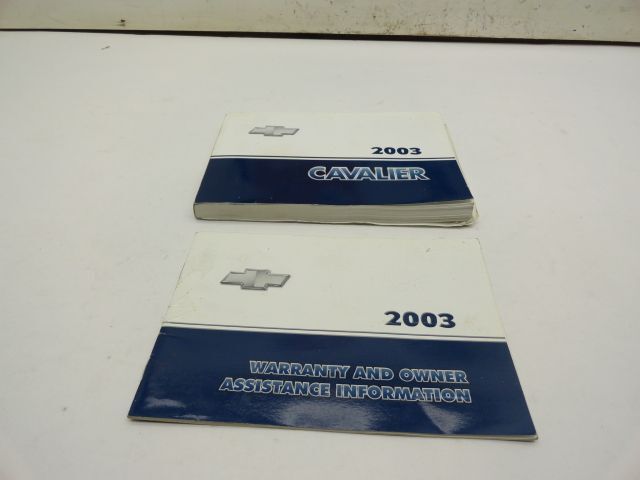 2003
CAVALIER
2003
WARRANTY AND OWNER
ASSISTANCE INFORMATION